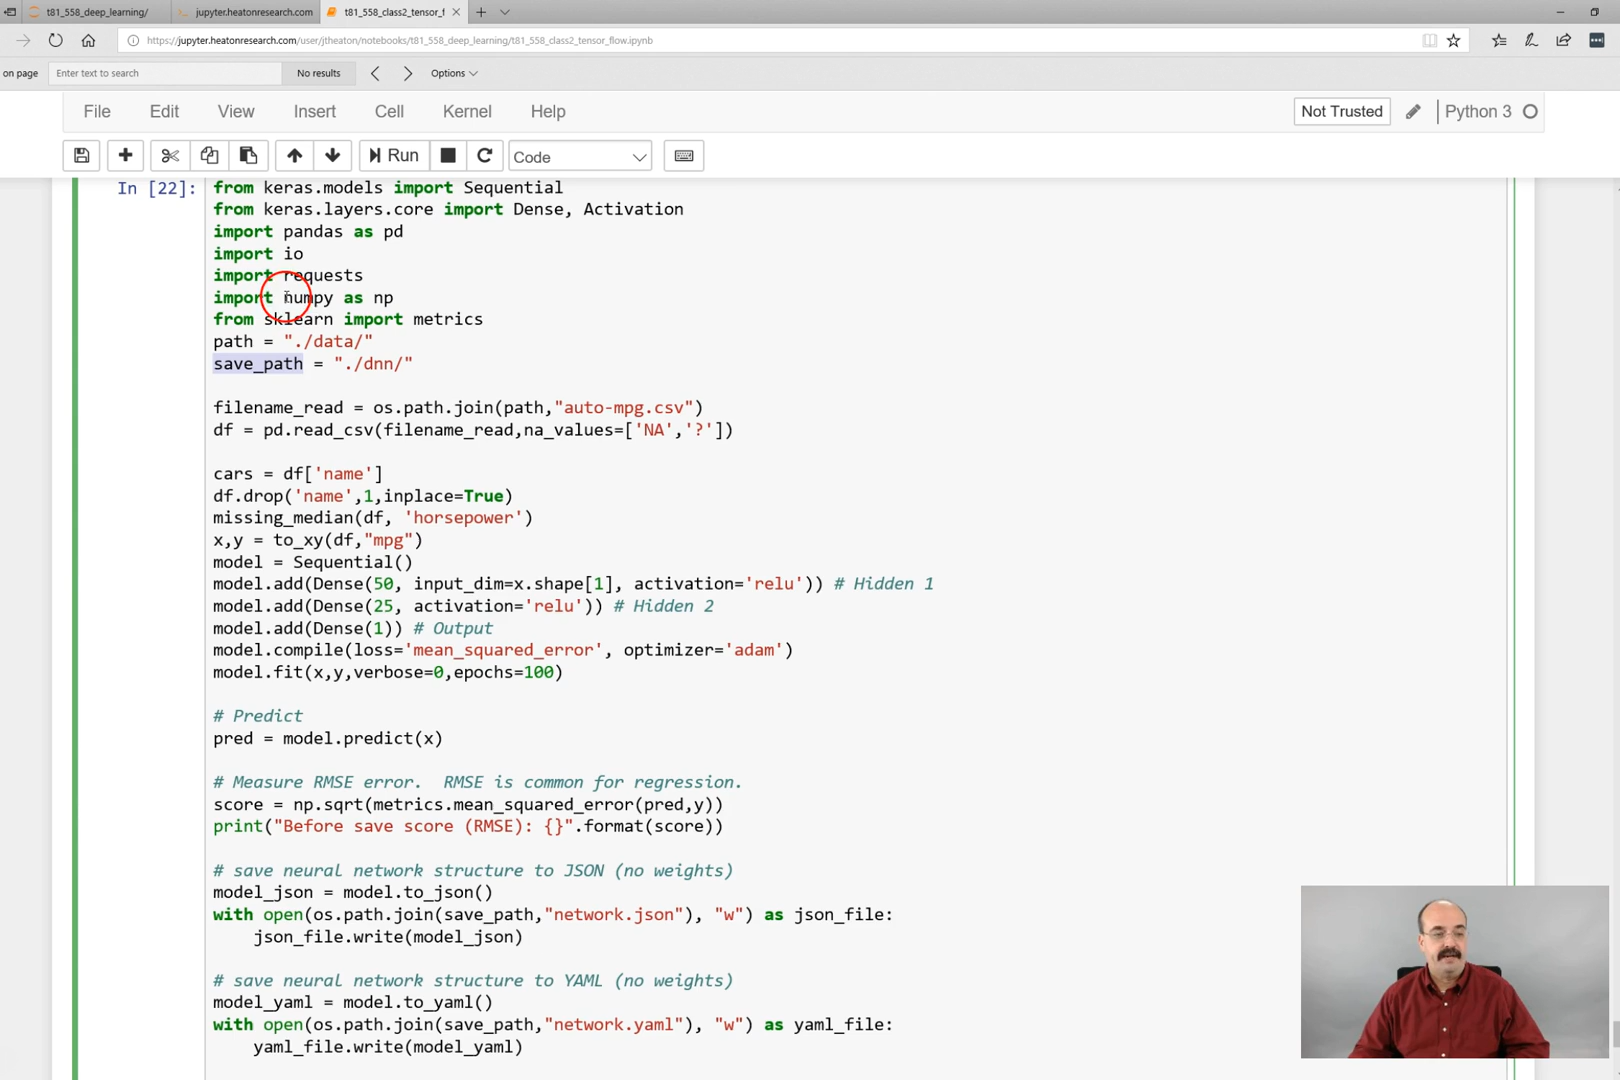 t81_558_deep_learning/
jupyter.heatonresearch.com
t81_558_class2_tensor_f
https://jupyter.heatonresearch.com/user/jtheaton/notebooks/t81_558_deep_learning/t81_558_class2_tensor_flow.ipynb
on page
Enter text to search
No results
Options
File
Edit
View
Insert
Cell
Kernel
Help
Not Trusted
Python 3
Run
Code
In [22]:
from keras.models import Sequential
from keras.layers.core import Dense, Activation
import pandas as pd
import io
import requests
import numpy as np
from sklearn import metrics
path = "./data/"
save_path = "./dnn/"
filename_read = os.path.join(path,"auto-mpg.csv")
df = pd.read_csv(filename_read,na_values=['NA','?'])
cars = df['name']
df.drop('name',1,inplace=True)
missing_median(df, 'horsepower')
x,y = to_xy(df,"mpg")
model = Sequential()
model.add(Dense(50, input_dim=x.shape[1], activation='relu')) # Hidden 1
model.add(Dense(25, activation='relu')) # Hidden 2
model.add(Dense(1)) # Output
model.compile(loss='mean_squared_error', optimizer='adam')
model.fit(x,y,verbose=0,epochs=100)
# Predict
pred = model.predict(x)
# Measure RMSE error.  RMSE is common for regression.
score = np.sqrt(metrics.mean_squared_error(pred,y))
print("Before save score (RMSE): {}".format(score))
# save neural network structure to JSON (no weights)
model_json = model.to_json()
with open(os.path.join(save_path,"network.json"), "w") as json_file:
    json_file.write(model_json)
# save neural network structure to YAML (no weights)
model_yaml = model.to_yaml()
with open(os.path.join(save_path,"network.yaml"), "w") as yaml_file:
    yaml_file.write(model_yaml)